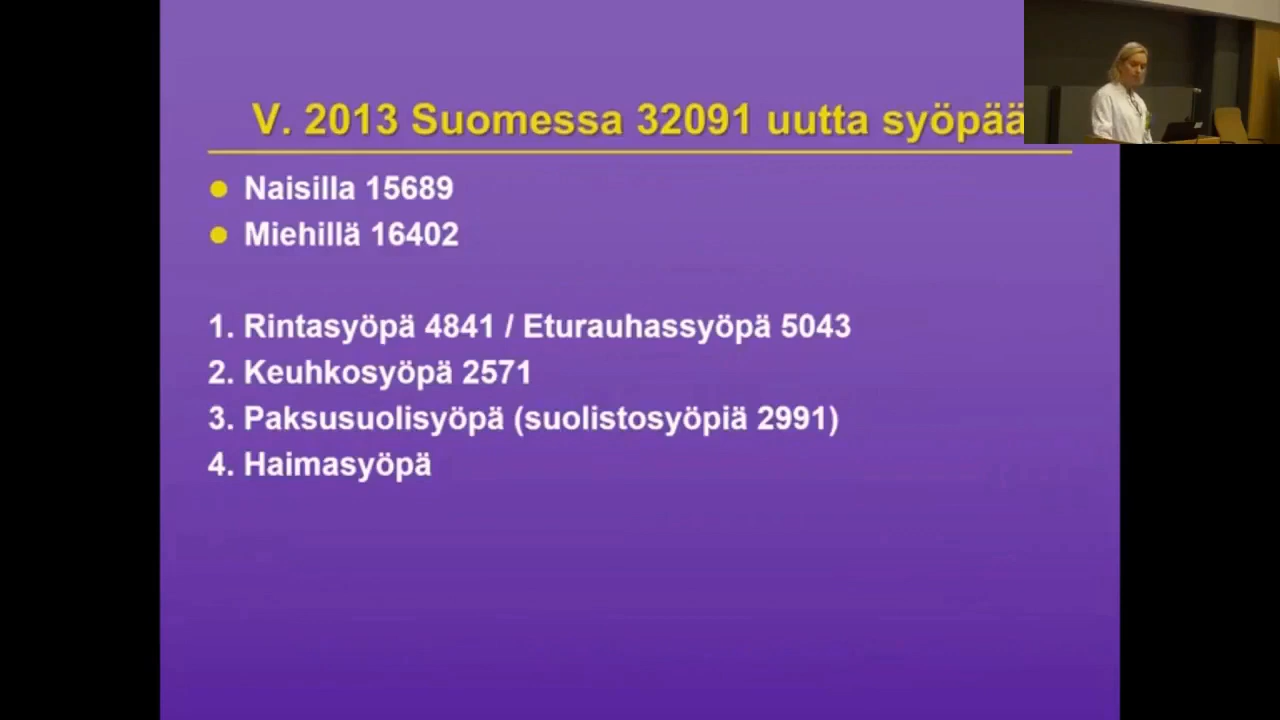 V. 2013 Suomessa 32091 uutta syöpää
Naisilla 15689
Miehillä 16402
1. Rintasyöpä 4841 / Eturauhassyöpä 5043
2. Keuhkosyöpä 2571
3. Paksusuolisyöpä (suolistosyöpiä 2991)
4. Haimasyöpä